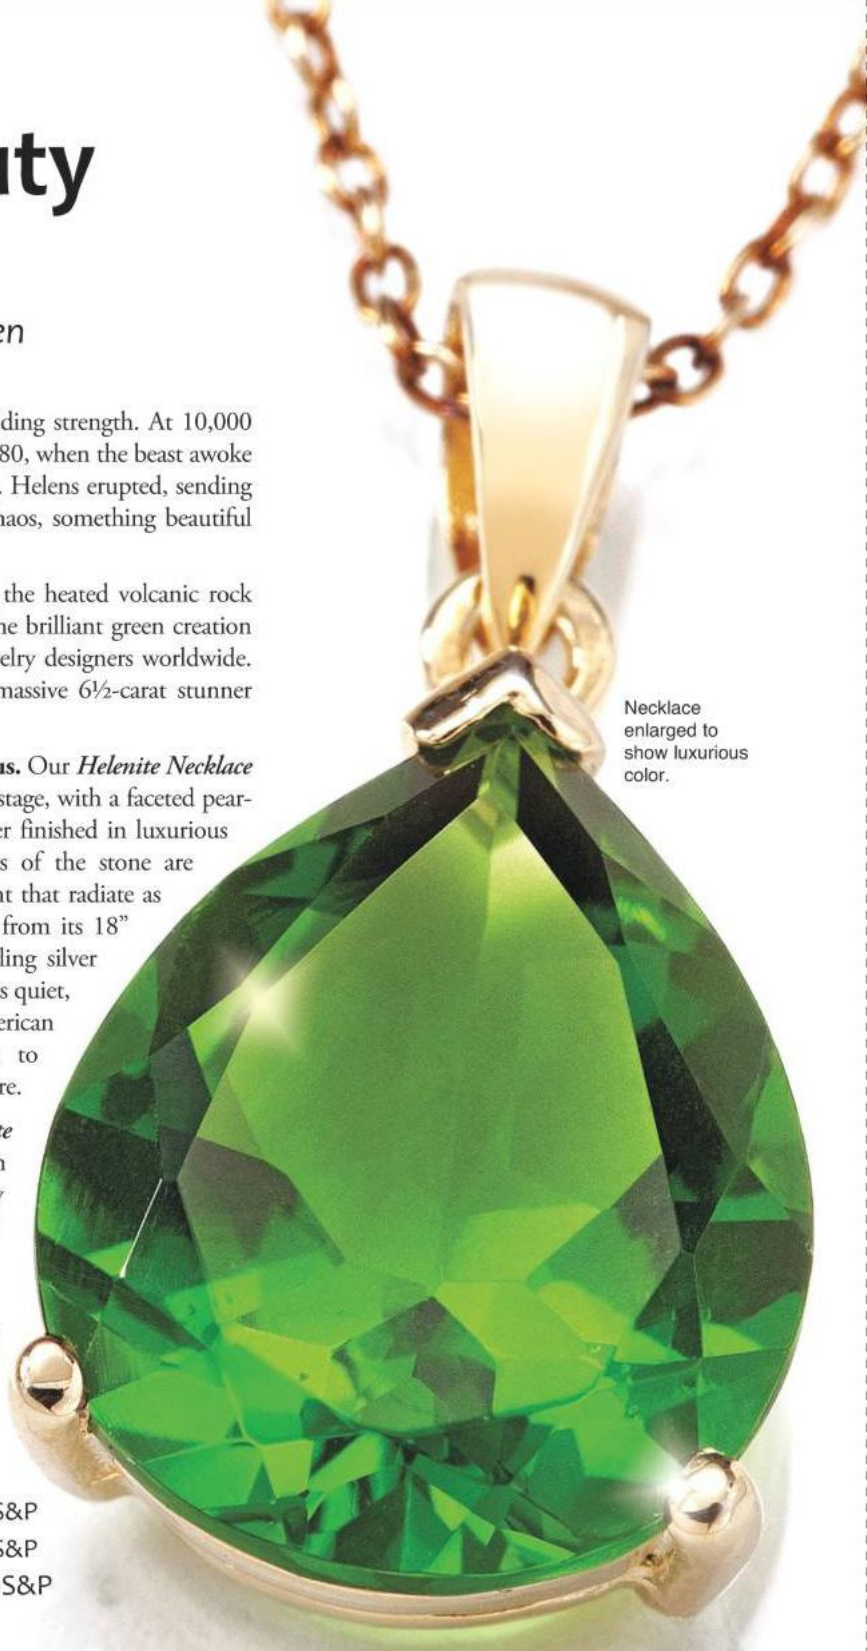 uty
en
ding strength. At 10,000
80, when the beast awoke
. Helens erupted, sending
haos, something beautiful
the heated volcanic rock
he brilliant green creation
elry designers worldwide.
massive 6½-carat stunner
us. Our Helenite Necklace
stage, with a faceted pear-
er finished in luxurious
s of the stone are
nt that radiate as
from its 18”
ling silver
s quiet,
erican
to
re.
te
n
y
S&P
S&P
S&P
Necklace
enlarged to
show luxurious
color.